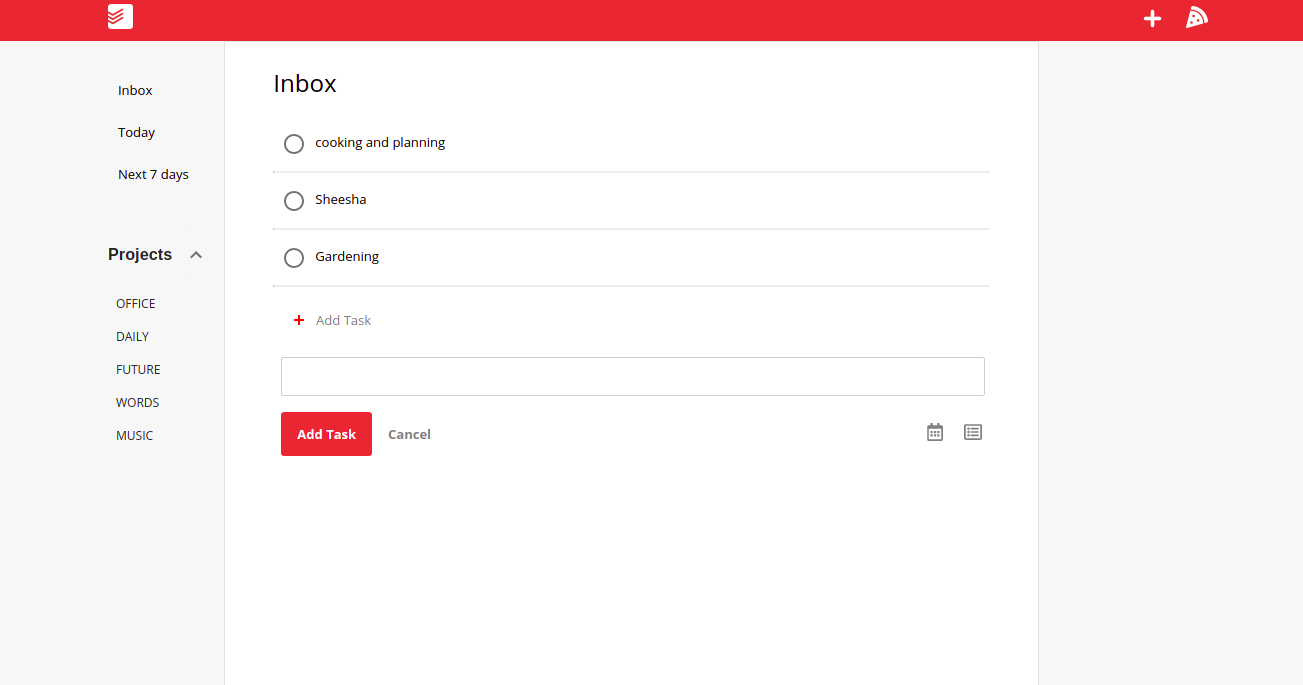 Inbox
Today
Next 7 days
Projects
OFFICE
DAILY
FUTURE
WORDS
MUSIC
Inbox
cooking and planning
Sheesha
Gardening
+ Add Task
Add Task
Cancel